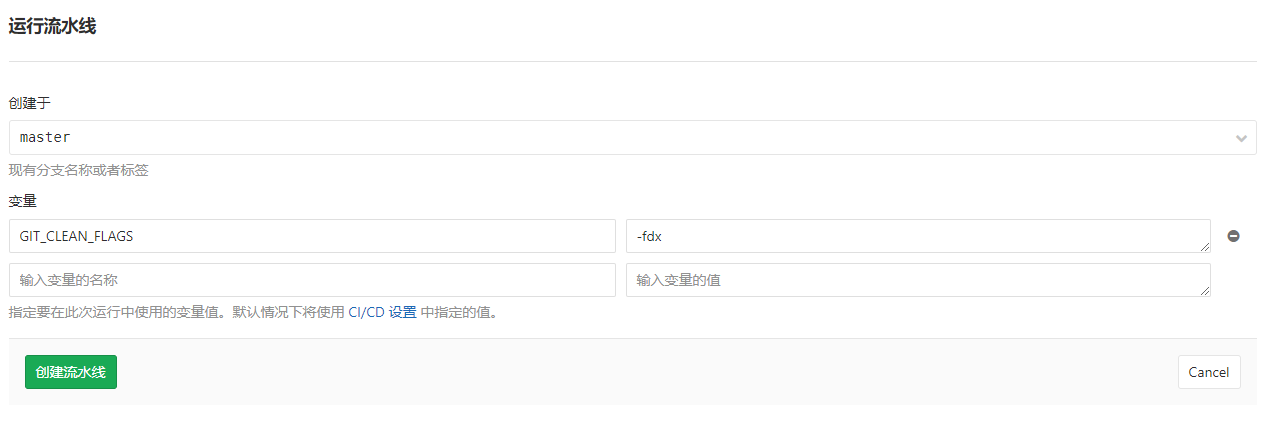 运行流水线
创建于
master
现有分支名称或者标签
变量
GIT_CLEAN_FLAGS -fdx
输入变量的名称 输入变量的值
指定要在此次运行中使用的变量值。默认情况下将使用 CI/CD 设置 中指定的值。
创建流水线 Cancel